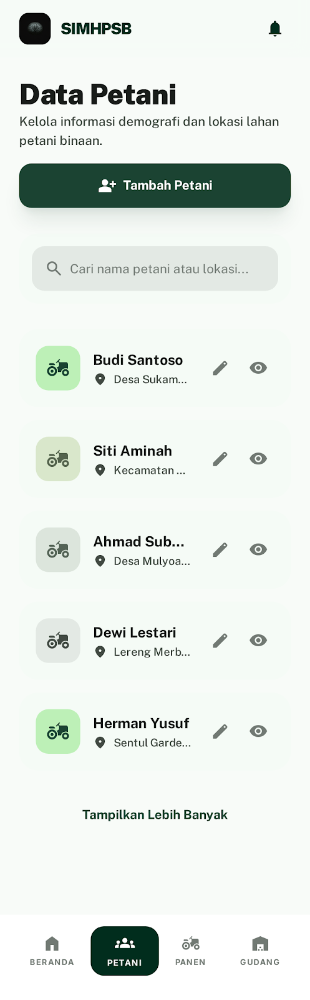 SIMHPSB
Data Petani
Kelola informasi demografi dan lokasi lahan
petani binaan.
Tambah Petani
Cari nama petani atau lokasi...
Budi Santoso
Desa Sukam...
Siti Aminah
Kecamatan ...
Ahmad Sub...
Desa Mulyoa...
Dewi Lestari
Lereng Merb...
Herman Yusuf
Sentul Garde...
Tampilkan Lebih Banyak
BERANDA
PETANI
PANEN
GUDANG